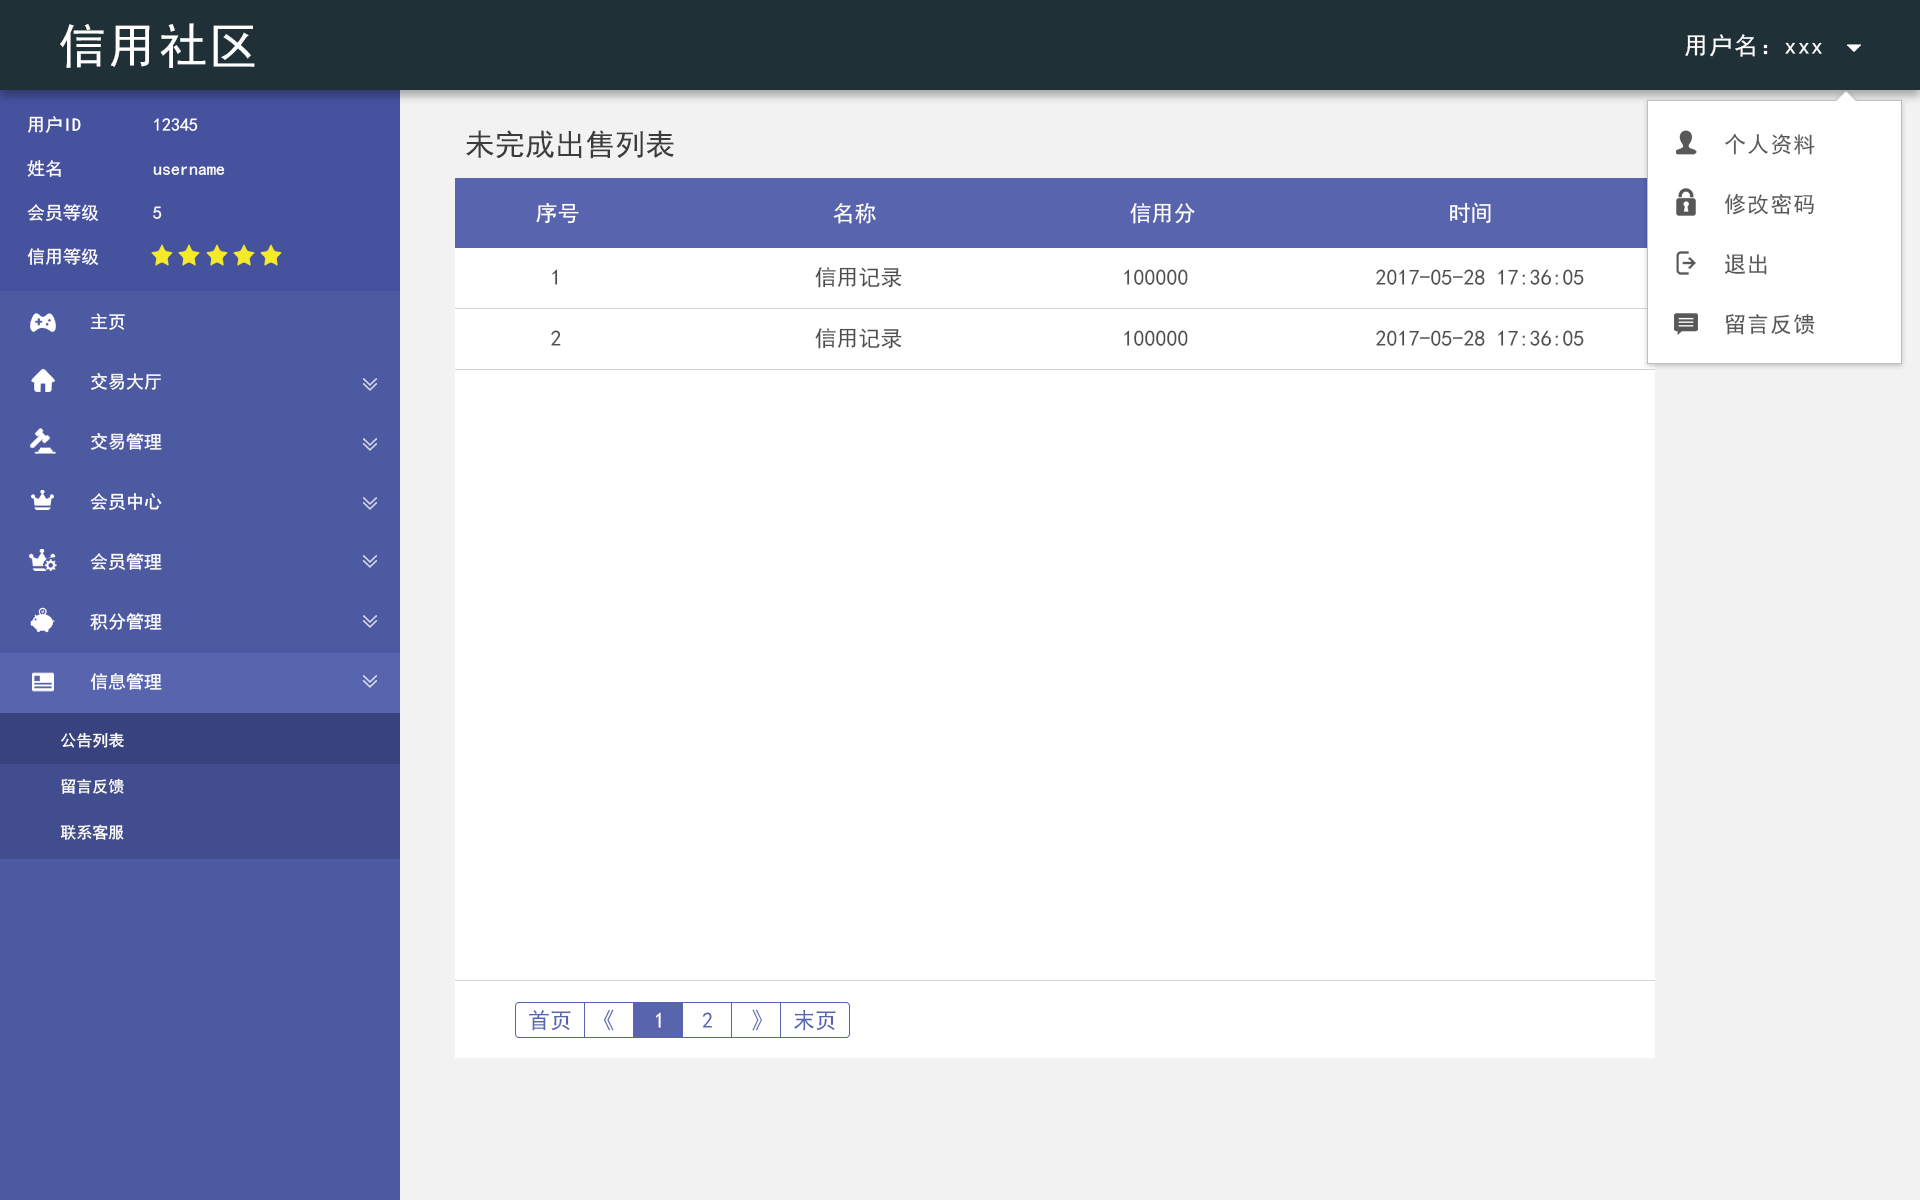 信用社区
用户名：xxx
用户ID 12345
姓名 username
会员等级 5
信用等级
主页
交易大厅
交易管理
会员中心
会员管理
积分管理
信息管理
公告列表
留言反馈
联系客服
未完成出售列表
序号 名称 信用分 时间
1 信用记录 100000 2017-05-28 17:36:05
2 信用记录 100000 2017-05-28 17:36:05
首页 《 1 2 》 末页
个人资料
修改密码
退出
留言反馈